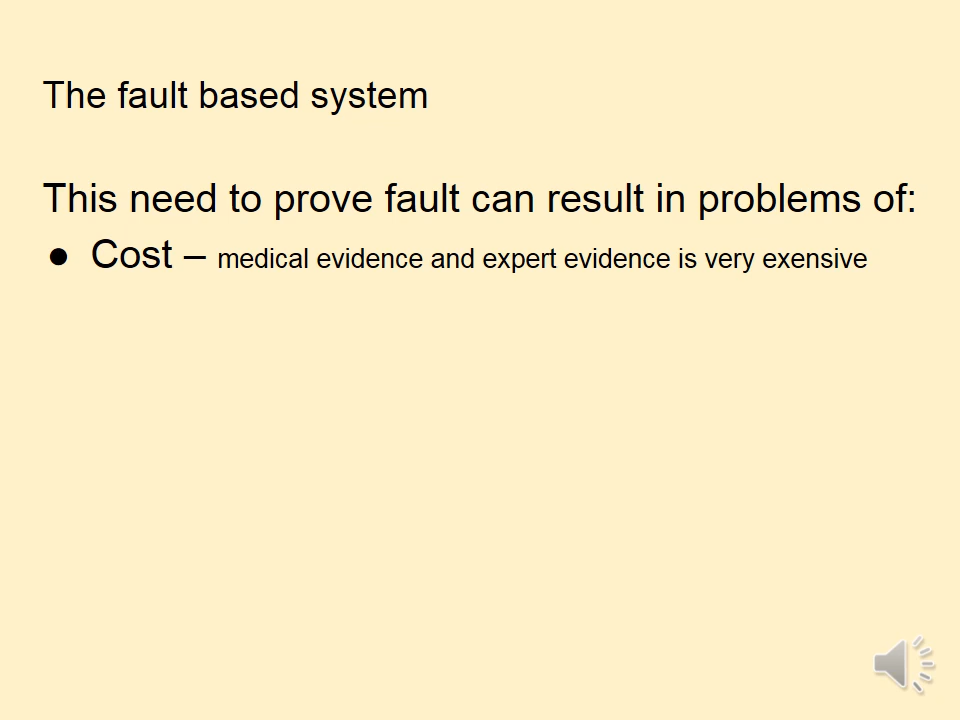 The fault based system
This need to prove fault can result in problems of:
● Cost – medical evidence and expert evidence is very exensive